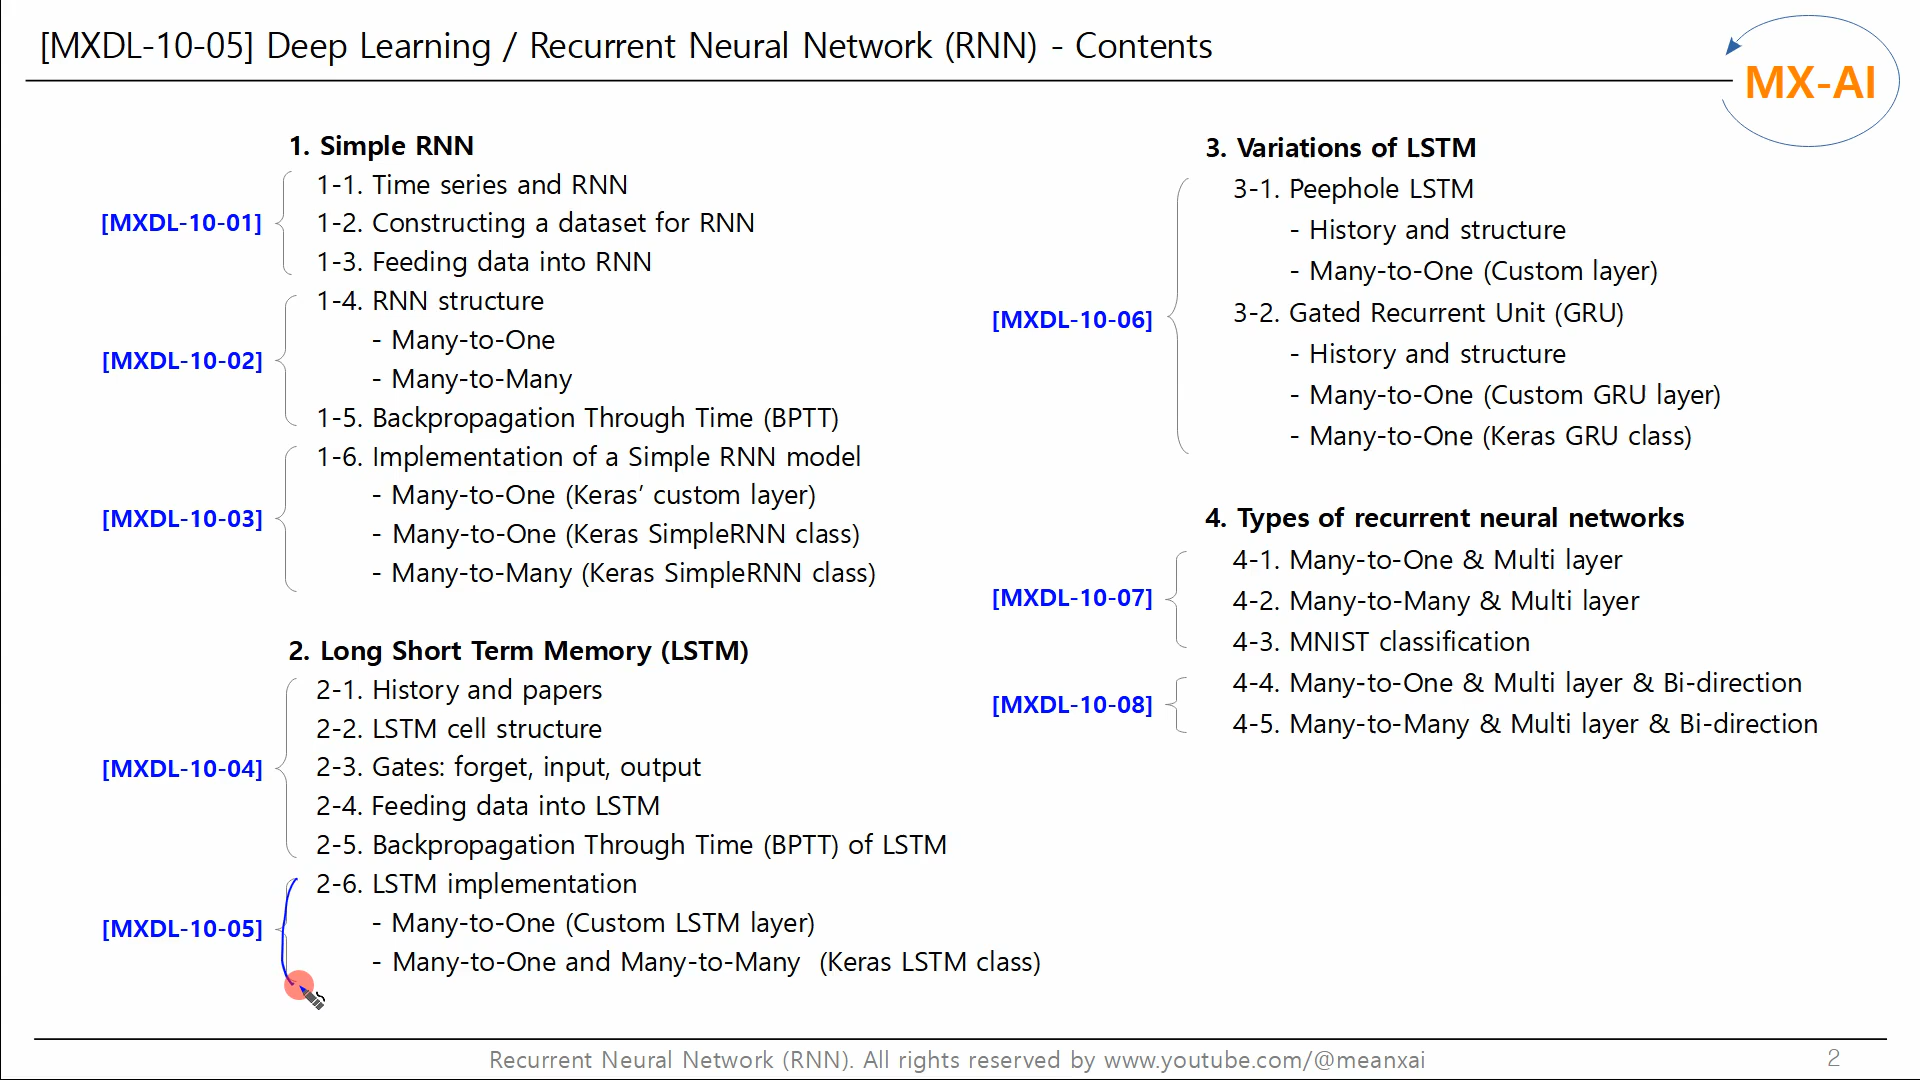 [MXDL-10-05] Deep Learning / Recurrent Neural Network (RNN) - Contents
MX-AI
1. Simple RNN
[MXDL-10-01]
1-1. Time series and RNN
1-2. Constructing a dataset for RNN
1-3. Feeding data into RNN
[MXDL-10-02]
1-4. RNN structure
- Many-to-One
- Many-to-Many
1-5. Backpropagation Through Time (BPTT)
[MXDL-10-03]
1-6. Implementation of a Simple RNN model
- Many-to-One (Keras’ custom layer)
- Many-to-One (Keras SimpleRNN class)
- Many-to-Many (Keras SimpleRNN class)
2. Long Short Term Memory (LSTM)
[MXDL-10-04]
2-1. History and papers
2-2. LSTM cell structure
2-3. Gates: forget, input, output
2-4. Feeding data into LSTM
2-5. Backpropagation Through Time (BPTT) of LSTM
[MXDL-10-05]
2-6. LSTM implementation
- Many-to-One (Custom LSTM layer)
- Many-to-One and Many-to-Many (Keras LSTM class)
3. Variations of LSTM
[MXDL-10-06]
3-1. Peephole LSTM
- History and structure
- Many-to-One (Custom layer)
3-2. Gated Recurrent Unit (GRU)
- History and structure
- Many-to-One (Custom GRU layer)
- Many-to-One (Keras GRU class)
4. Types of recurrent neural networks
[MXDL-10-07]
4-1. Many-to-One & Multi layer
4-2. Many-to-Many & Multi layer
4-3. MNIST classification
[MXDL-10-08]
4-4. Many-to-One & Multi layer & Bi-direction
4-5. Many-to-Many & Multi layer & Bi-direction
Recurrent Neural Network (RNN). All rights reserved by www.youtube.com/@meanxai
2